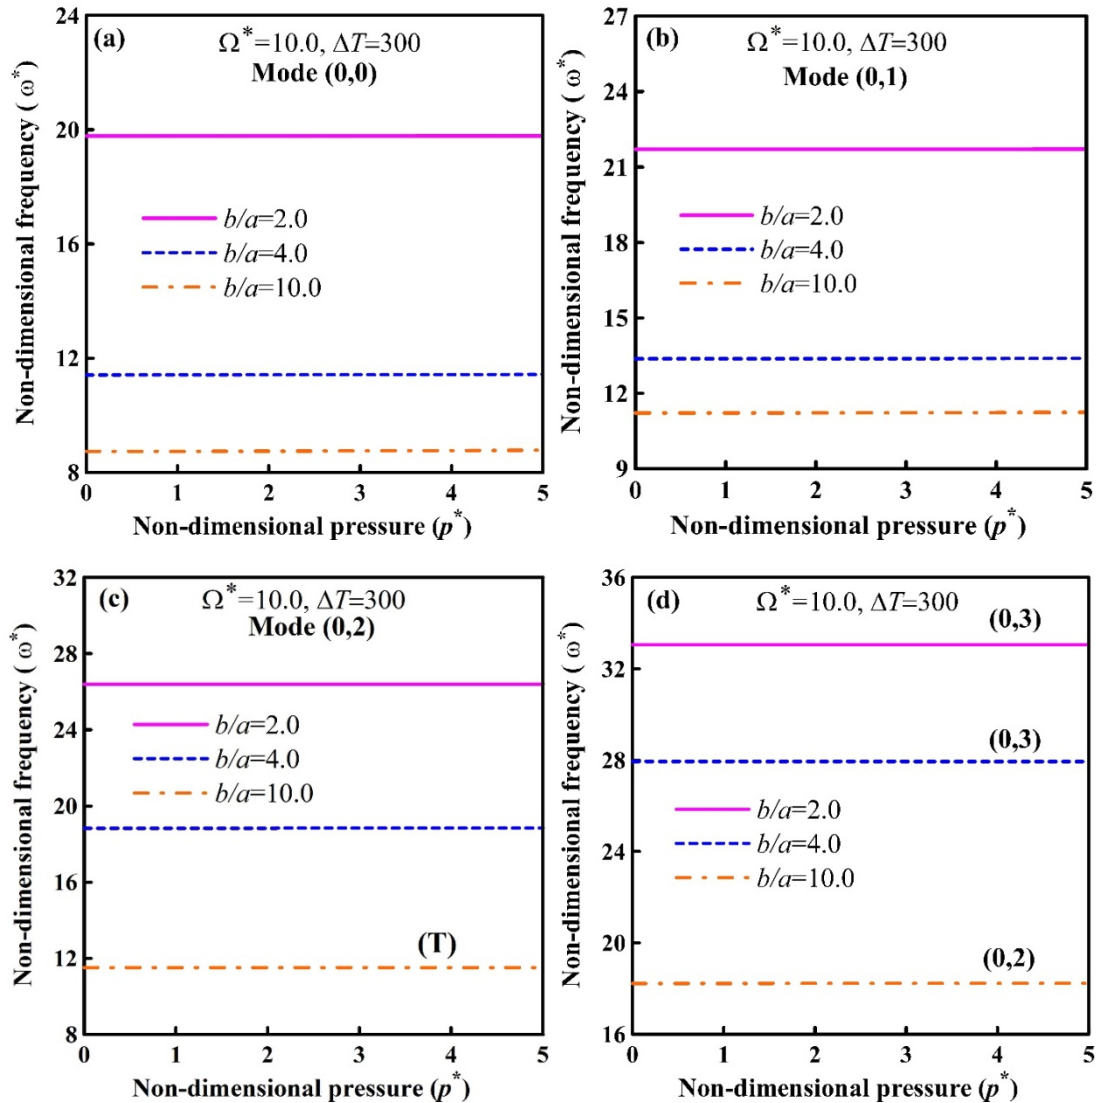 (a)
Ω*=10.0, ΔT=300
Mode (0,0)
Non-dimensional frequency ( ω*)
24
20
16
12
8
b/a=2.0
b/a=4.0
b/a=10.0
0 1 2 3 4 5
Non-dimensional pressure (p*)
(b)
Ω*=10.0, ΔT=300
Mode (0,1)
Non-dimensional frequency ( ω*)
27
24
21
18
15
12
9
b/a=2.0
b/a=4.0
b/a=10.0
0 1 2 3 4 5
Non-dimensional pressure (p*)
(c)
Ω*=10.0, ΔT=300
Mode (0,2)
Non-dimensional frequency ( ω*)
32
28
24
20
16
12
8
b/a=2.0
b/a=4.0
b/a=10.0
(T)
0 1 2 3 4 5
Non-dimensional pressure (p*)
(d)
Ω*=10.0, ΔT=300
(0,3)
(0,3)
Non-dimensional frequency ( ω*)
36
32
28
24
20
16
b/a=2.0
b/a=4.0
b/a=10.0
(0,2)
0 1 2 3 4 5
Non-dimensional pressure (p*)